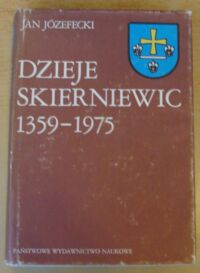 JAN JÓZEFECKI
DZIEJE
SKIERNIEWIC
1359-1975
PAŃSTWOWE WYDAWNICTWO NAUKOWE